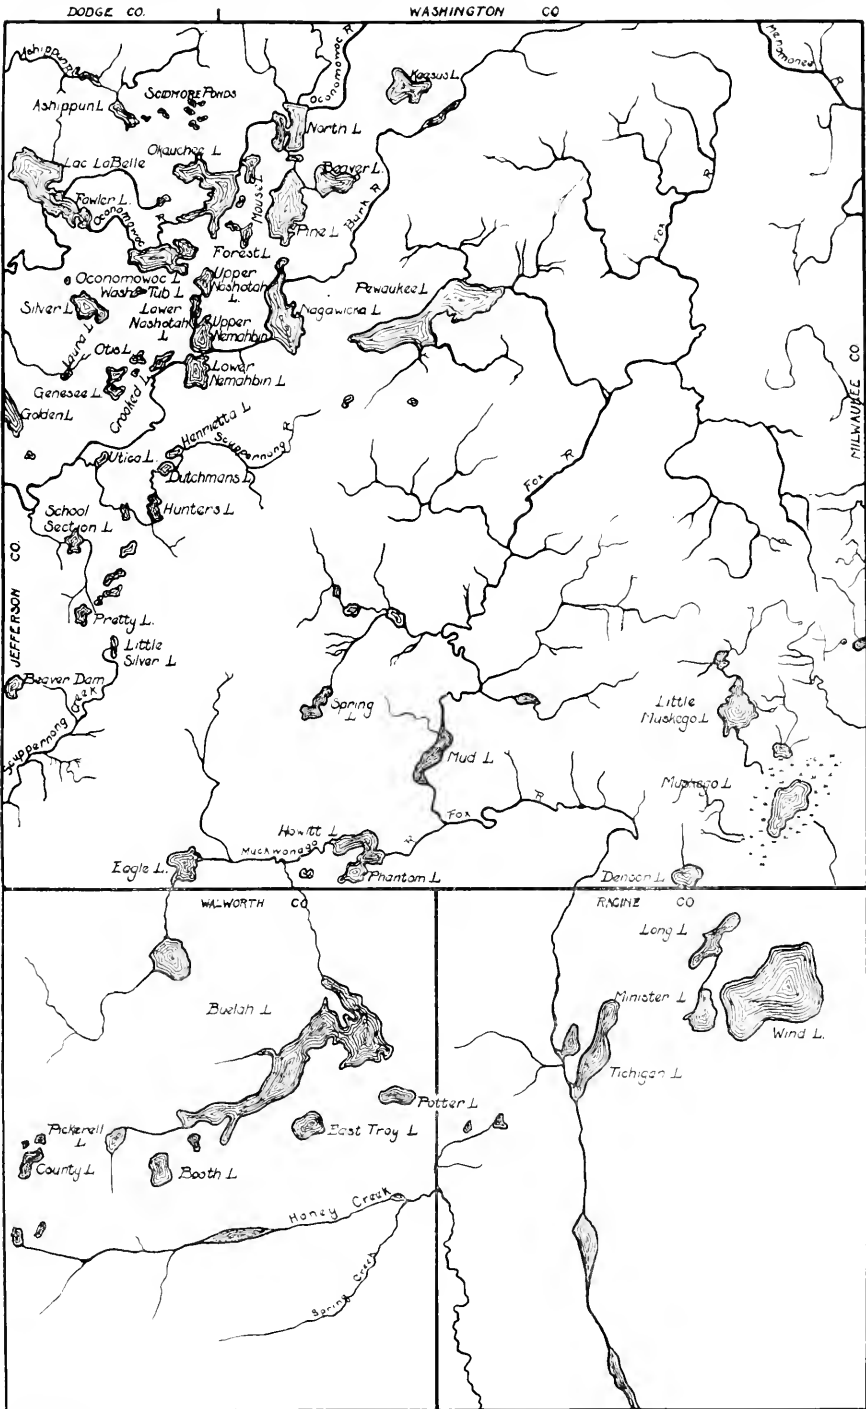 DODGE CO.
WASHINGTON CO
Ashippun R
Oconomowoc R
Keesus L
Menomonee
Ashippun L
SCIDMORE PONDS
North L
Okauchee L
Lac LaBelle
Mouse L
Beaver L.
Bark R
Fowler L.
Oconomowoc R
Pine L
Fox R
Forest L
Oconomowoc L
Upper
Nashotah
L.
Wash Tub L
Pewaukee L
Silver L
Lower
Nashotah
L
Nagawicka L
Upper
Nemahbin
Launa L
Otis L
Genesee L
Crooked L
Lower
Nemahbin L
Golden L
MILWAUKEE CO
Henrietta L
Scuppernong R
Utica L.
Dutchmans L
Fox R
Hunters L
School
Section L
JEFFERSON CO.
Pretty L.
Little
Silver L
Beaver Dam
Scuppernong Creek
Spring
L
Little
Muskego L
Mud L
Muskego L
Fox R
Howitt L
Muckwonago R
Eagle L.
Phantom L
Denoon L
WALWORTH CO
RACINE CO
Long L
Buelah L
Minister L
Wind L.
Tichigan L
Potter L
Pickerell
L
East Troy L
County L
Booth L
Honey Creek
Spring Creek